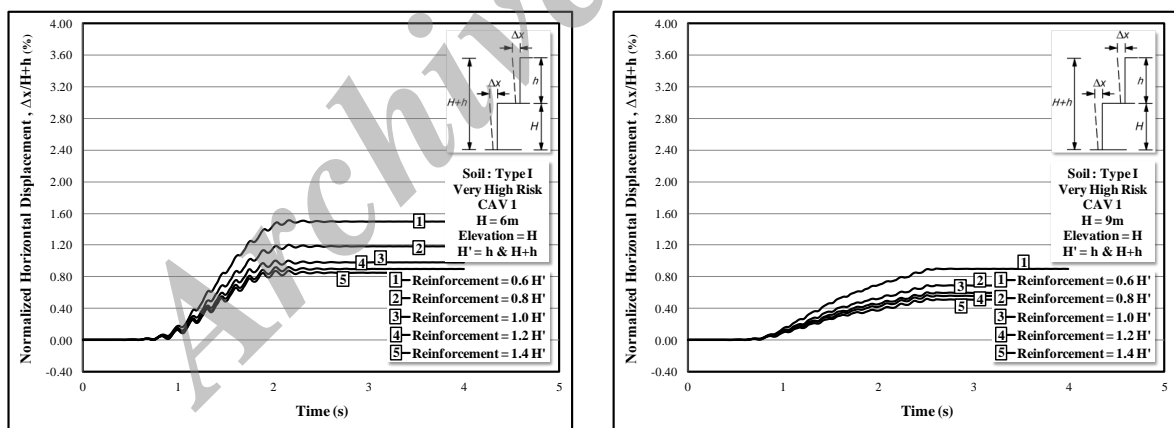 Normalized Horizontal Displacement , Δx/H+h (%)
4.00
3.60
3.20
2.80
2.40
2.00
1.60
1.20
0.80
0.40
0.00
-0.40
0 1 2 3 4 5
Time (s)
Δx
h
Δx
H+h
H
Soil : Type I
Very High Risk
CAV 1
H = 6m
Elevation = H
H' = h & H+h
1
2
3
4
5
1 Reinforcement = 0.6 H'
2 Reinforcement = 0.8 H'
3 Reinforcement = 1.0 H'
4 Reinforcement = 1.2 H'
5 Reinforcement = 1.4 H'
Archive
Normalized Horizontal Displacement , Δx/H+h (%)
4.00
3.60
3.20
2.80
2.40
2.00
1.60
1.20
0.80
0.40
0.00
-0.40
0 1 2 3 4 5
Time (s)
Δx
h
Δx
H+h
H
Soil : Type I
Very High Risk
CAV 1
H = 9m
Elevation = H
H' = h & H+h
1
2
3
4
5
1 Reinforcement = 0.6 H'
2 Reinforcement = 0.8 H'
3 Reinforcement = 1.0 H'
4 Reinforcement = 1.2 H'
5 Reinforcement = 1.4 H'